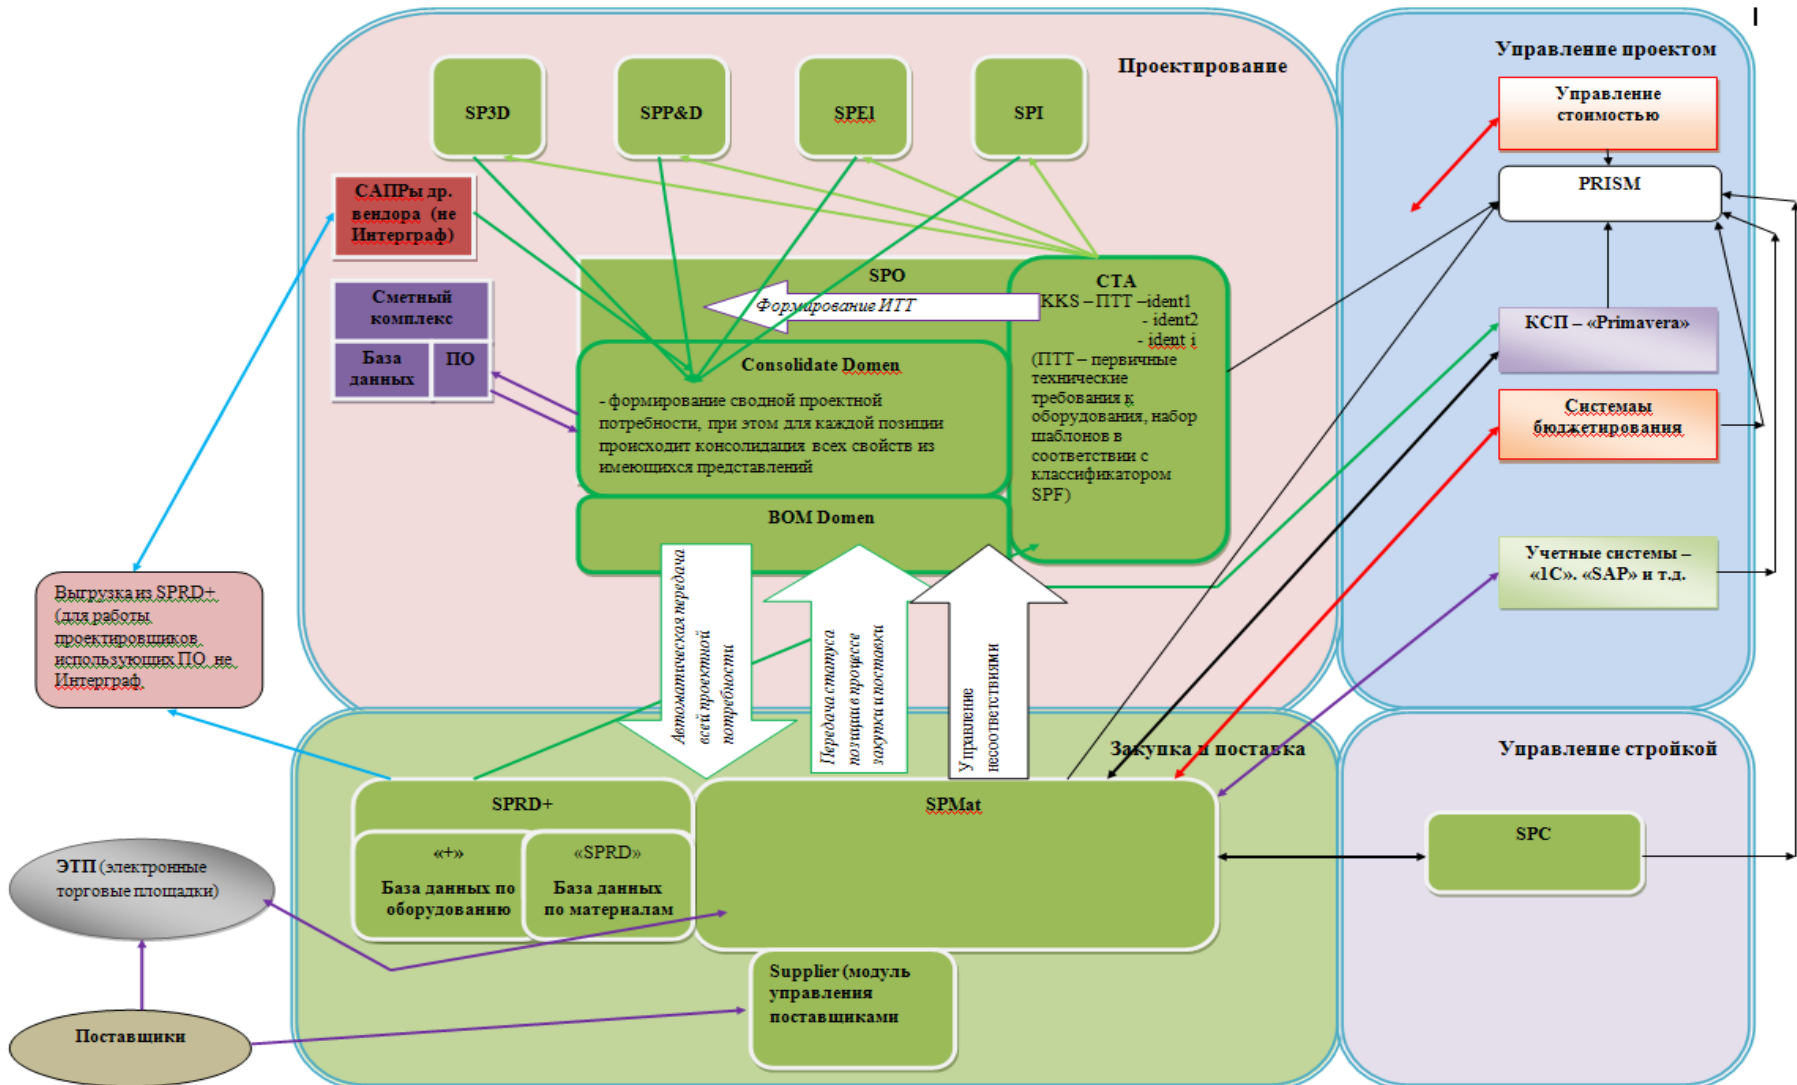 Проектирование
SP3D
SPP&D
SPEl
SPI
САПРы др.
вендора (не
Интерграф)
Сметный
комплекс
База
данных
ПО
SPO
Формирование ИТТ
CTA
KKS – ПТТ –ident1
- ident2
- ident i
(ПТТ – первичные
технические
требования к
оборудования, набор
шаблонов в
соответствии с
классификатором
SPF)
Consolidate Domen
- формирование сводной проектной
потребности, при этом для каждой позиции
происходит консолидация всех свойств из
имеющихся представлений
BOM Domen
Автоматическая передача
всей проектной
потребности
Передача статуса
позиции в процессе
закупки и поставки
Управление
несоответствиями
Управление проектом
Управление
стоимостью
PRISM
КСП – «Primavera»
Системаы
бюджетирования
Учетные системы –
«1С». «SAP» и т.д.
Выгрузка из SPRD+
(для работы
проектировщиков
использующих ПО не
Интерграф,
Закупка и поставка
SPRD+
«+»
База данных по
оборудованию
«SPRD»
База данных
по материалам
SPMat
Supplier (модуль
управления
поставщиками
Управление стройкой
SPC
ЭТП (электронные
торговые площадки)
Поставщики